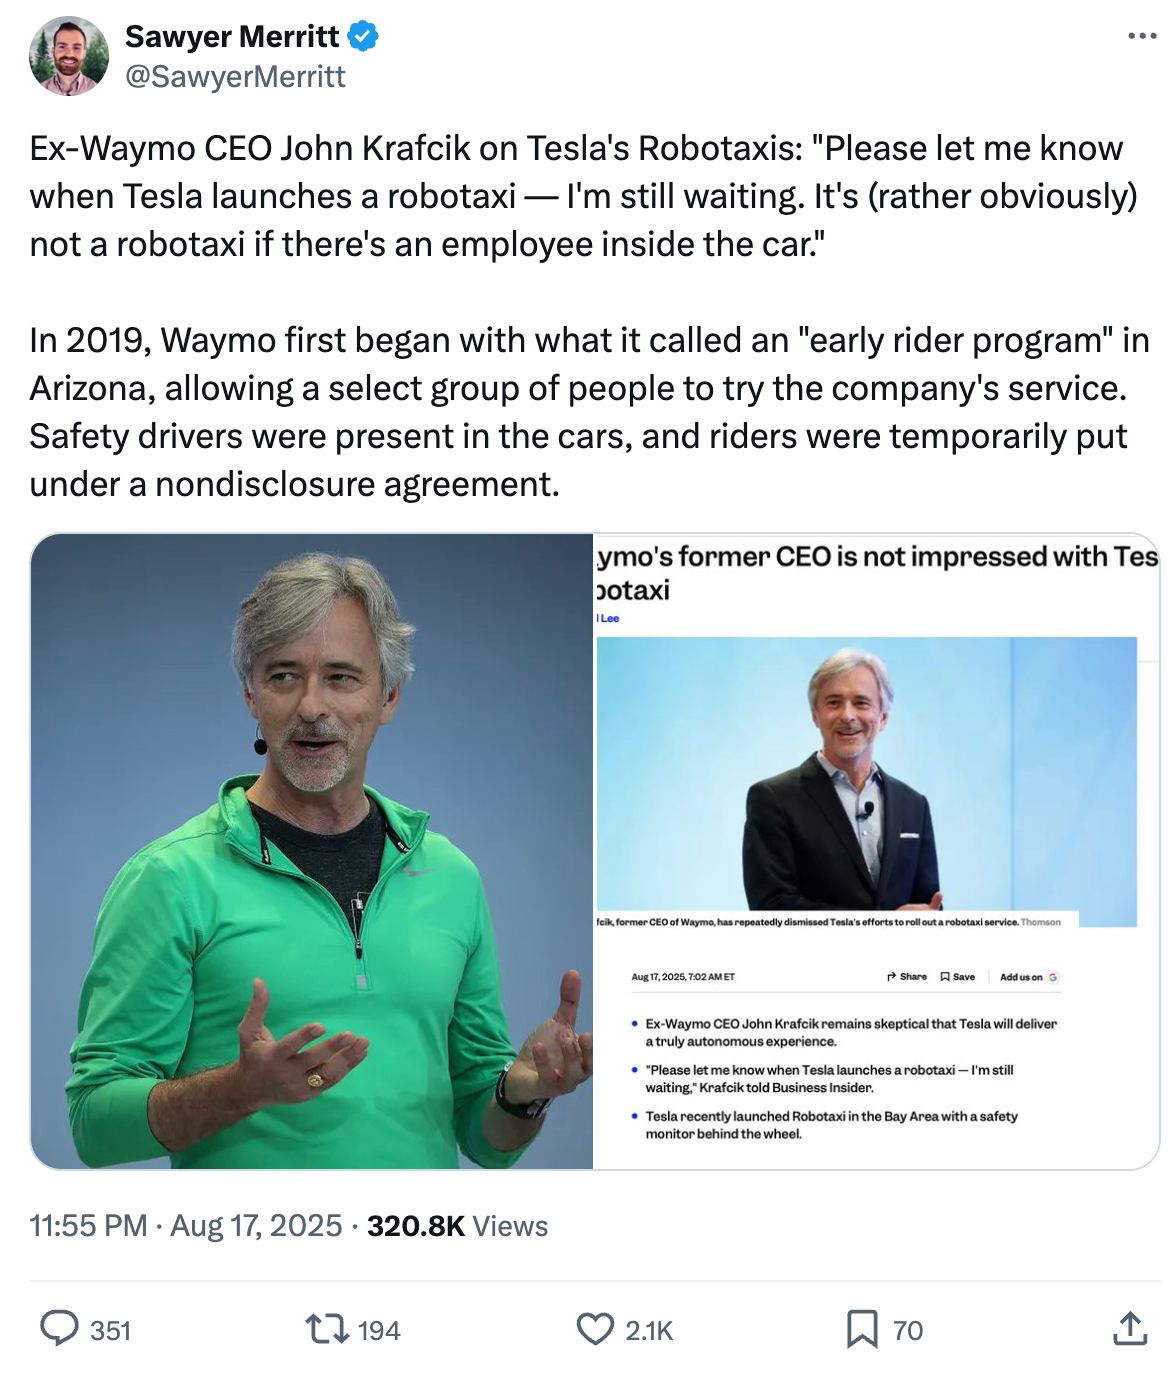 Sawyer Merritt
@SawyerMerritt
Ex-Waymo CEO John Krafcik on Tesla's Robotaxis: "Please let me know
when Tesla launches a robotaxi — I'm still waiting. It's (rather obviously)
not a robotaxi if there's an employee inside the car."
In 2019, Waymo first began with what it called an "early rider program" in
Arizona, allowing a select group of people to try the company's service.
Safety drivers were present in the cars, and riders were temporarily put
under a nondisclosure agreement.
ymo's former CEO is not impressed with Tes
botaxi
l Lee
fcik, former CEO of Waymo, has repeatedly dismissed Tesla's efforts to roll out a robotaxi service. Thomson
Aug 17, 2025, 7:02 AM ET
Share
Save
Add us on
G
Ex-Waymo CEO John Krafcik remains skeptical that Tesla will deliver
a truly autonomous experience.
"Please let me know when Tesla launches a robotaxi — I'm still
waiting," Krafcik told Business Insider.
Tesla recently launched Robotaxi in the Bay Area with a safety
monitor behind the wheel.
11:55 PM · Aug 17, 2025 · 320.8K Views
351
194
2.1K
70